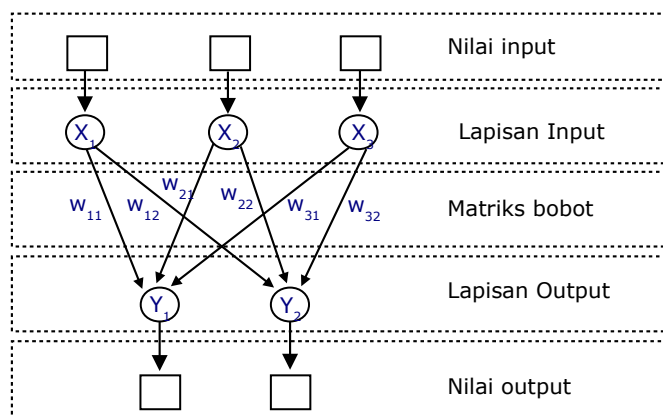 Nilai input
X1 X2 X3 Lapisan Input
w11 w12 w21 w22 w31 w32 Matriks bobot
Y1 Y2 Lapisan Output
Nilai output